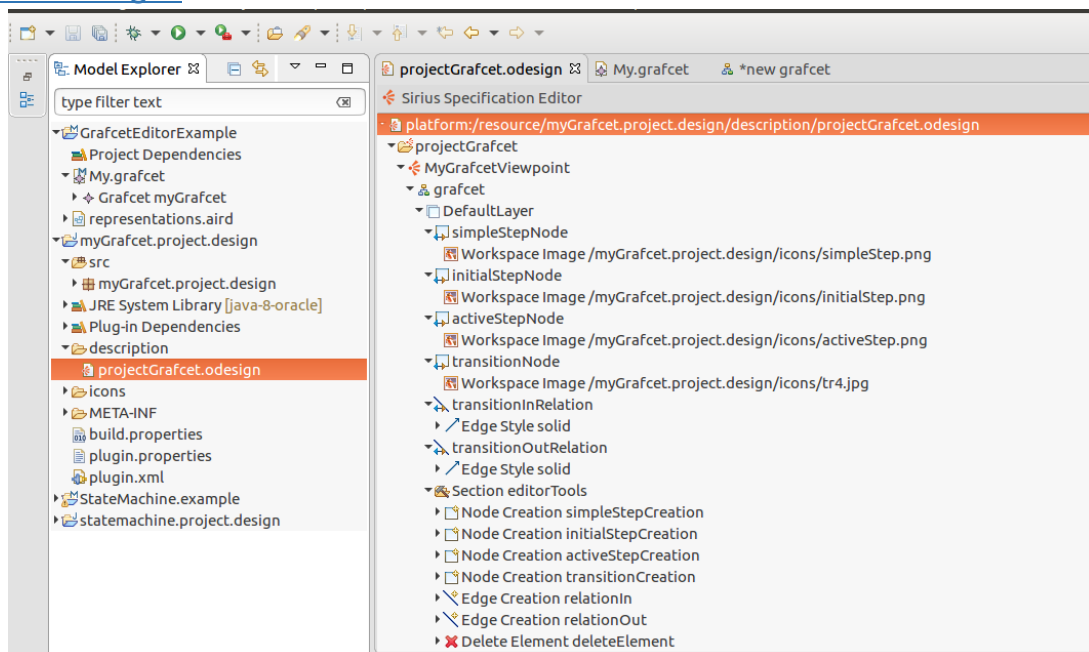 Model Explorer
type filter text
GrafcetEditorExample
Project Dependencies
My.grafcet
Grafcet myGrafcet
representations.aird
myGrafcet.project.design
src
myGrafcet.project.design
JRE System Library [java-8-oracle]
Plug-in Dependencies
description
projectGrafcet.odesign
icons
META-INF
build.properties
plugin.properties
plugin.xml
StateMachine.example
statemachine.project.design
projectGrafcet.odesign My.grafcet *new grafcet
Sirius Specification Editor
platform:/resource/myGrafcet.project.design/description/projectGrafcet.odesign
projectGrafcet
MyGrafcetViewpoint
grafcet
DefaultLayer
simpleStepNode
Workspace Image /myGrafcet.project.design/icons/simpleStep.png
initialStepNode
Workspace Image /myGrafcet.project.design/icons/initialStep.png
activeStepNode
Workspace Image /myGrafcet.project.design/icons/activeStep.png
transitionNode
Workspace Image /myGrafcet.project.design/icons/tr4.jpg
transitionInRelation
Edge Style solid
transitionOutRelation
Edge Style solid
Section editorTools
Node Creation simpleStepCreation
Node Creation initialStepCreation
Node Creation activeStepCreation
Node Creation transitionCreation
Edge Creation relationIn
Edge Creation relationOut
Delete Element deleteElement